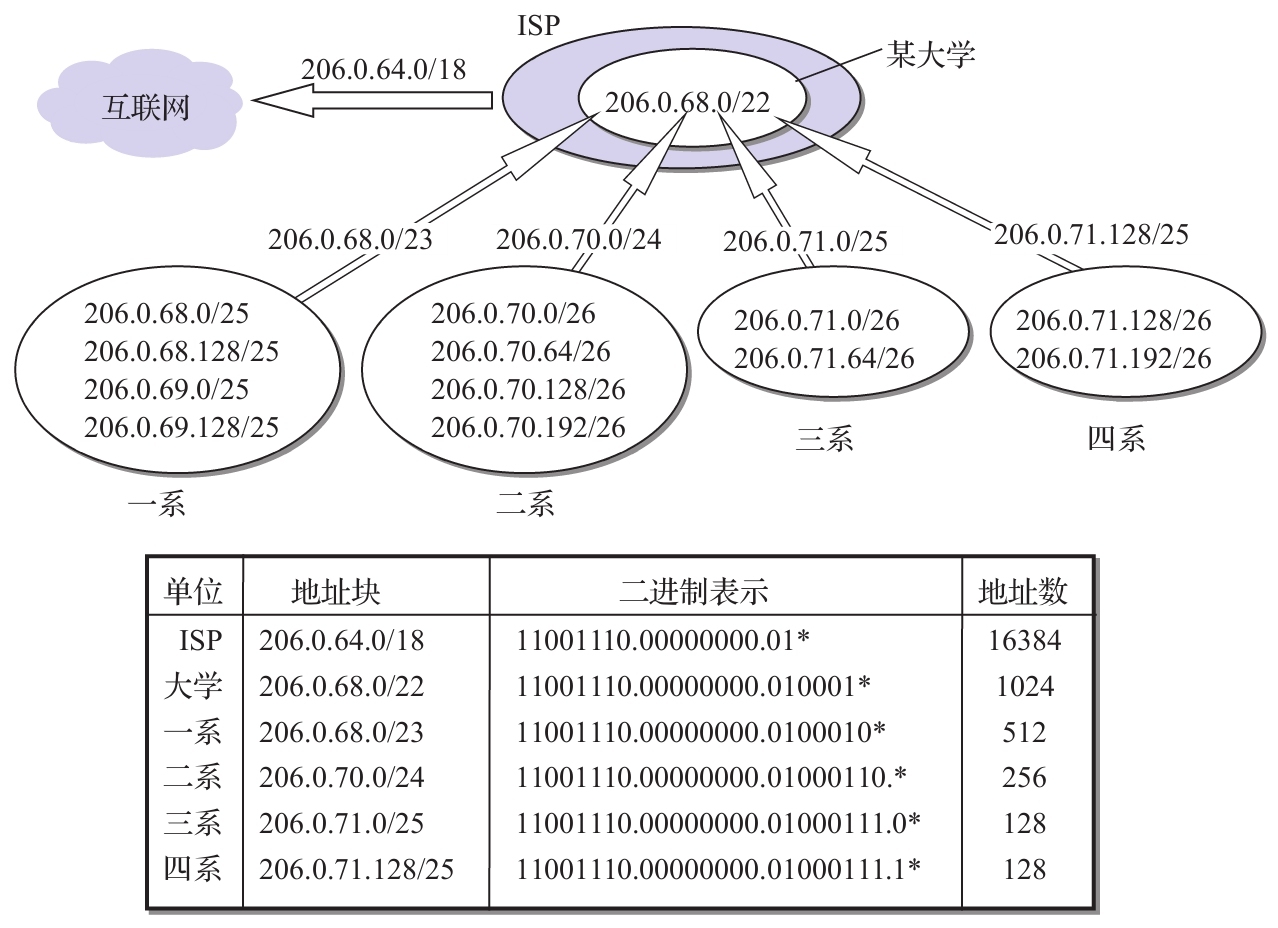 ISP
某大学
206.0.64.0/18
互联网
206.0.68.0/22
206.0.68.0/23
206.0.70.0/24
206.0.71.0/25
206.0.71.128/25
206.0.68.0/25
206.0.68.128/25
206.0.69.0/25
206.0.69.128/25
一系
206.0.70.0/26
206.0.70.64/26
206.0.70.128/26
206.0.70.192/26
二系
206.0.71.0/26
206.0.71.64/26
三系
206.0.71.128/26
206.0.71.192/26
四系
单位 地址块 二进制表示 地址数
ISP 206.0.64.0/18 11001110.00000000.01* 16384
大学 206.0.68.0/22 11001110.00000000.010001* 1024
一系 206.0.68.0/23 11001110.00000000.0100010* 512
二系 206.0.70.0/24 11001110.00000000.01000110.* 256
三系 206.0.71.0/25 11001110.00000000.01000111.0* 128
四系 206.0.71.128/25 11001110.00000000.01000111.1* 128